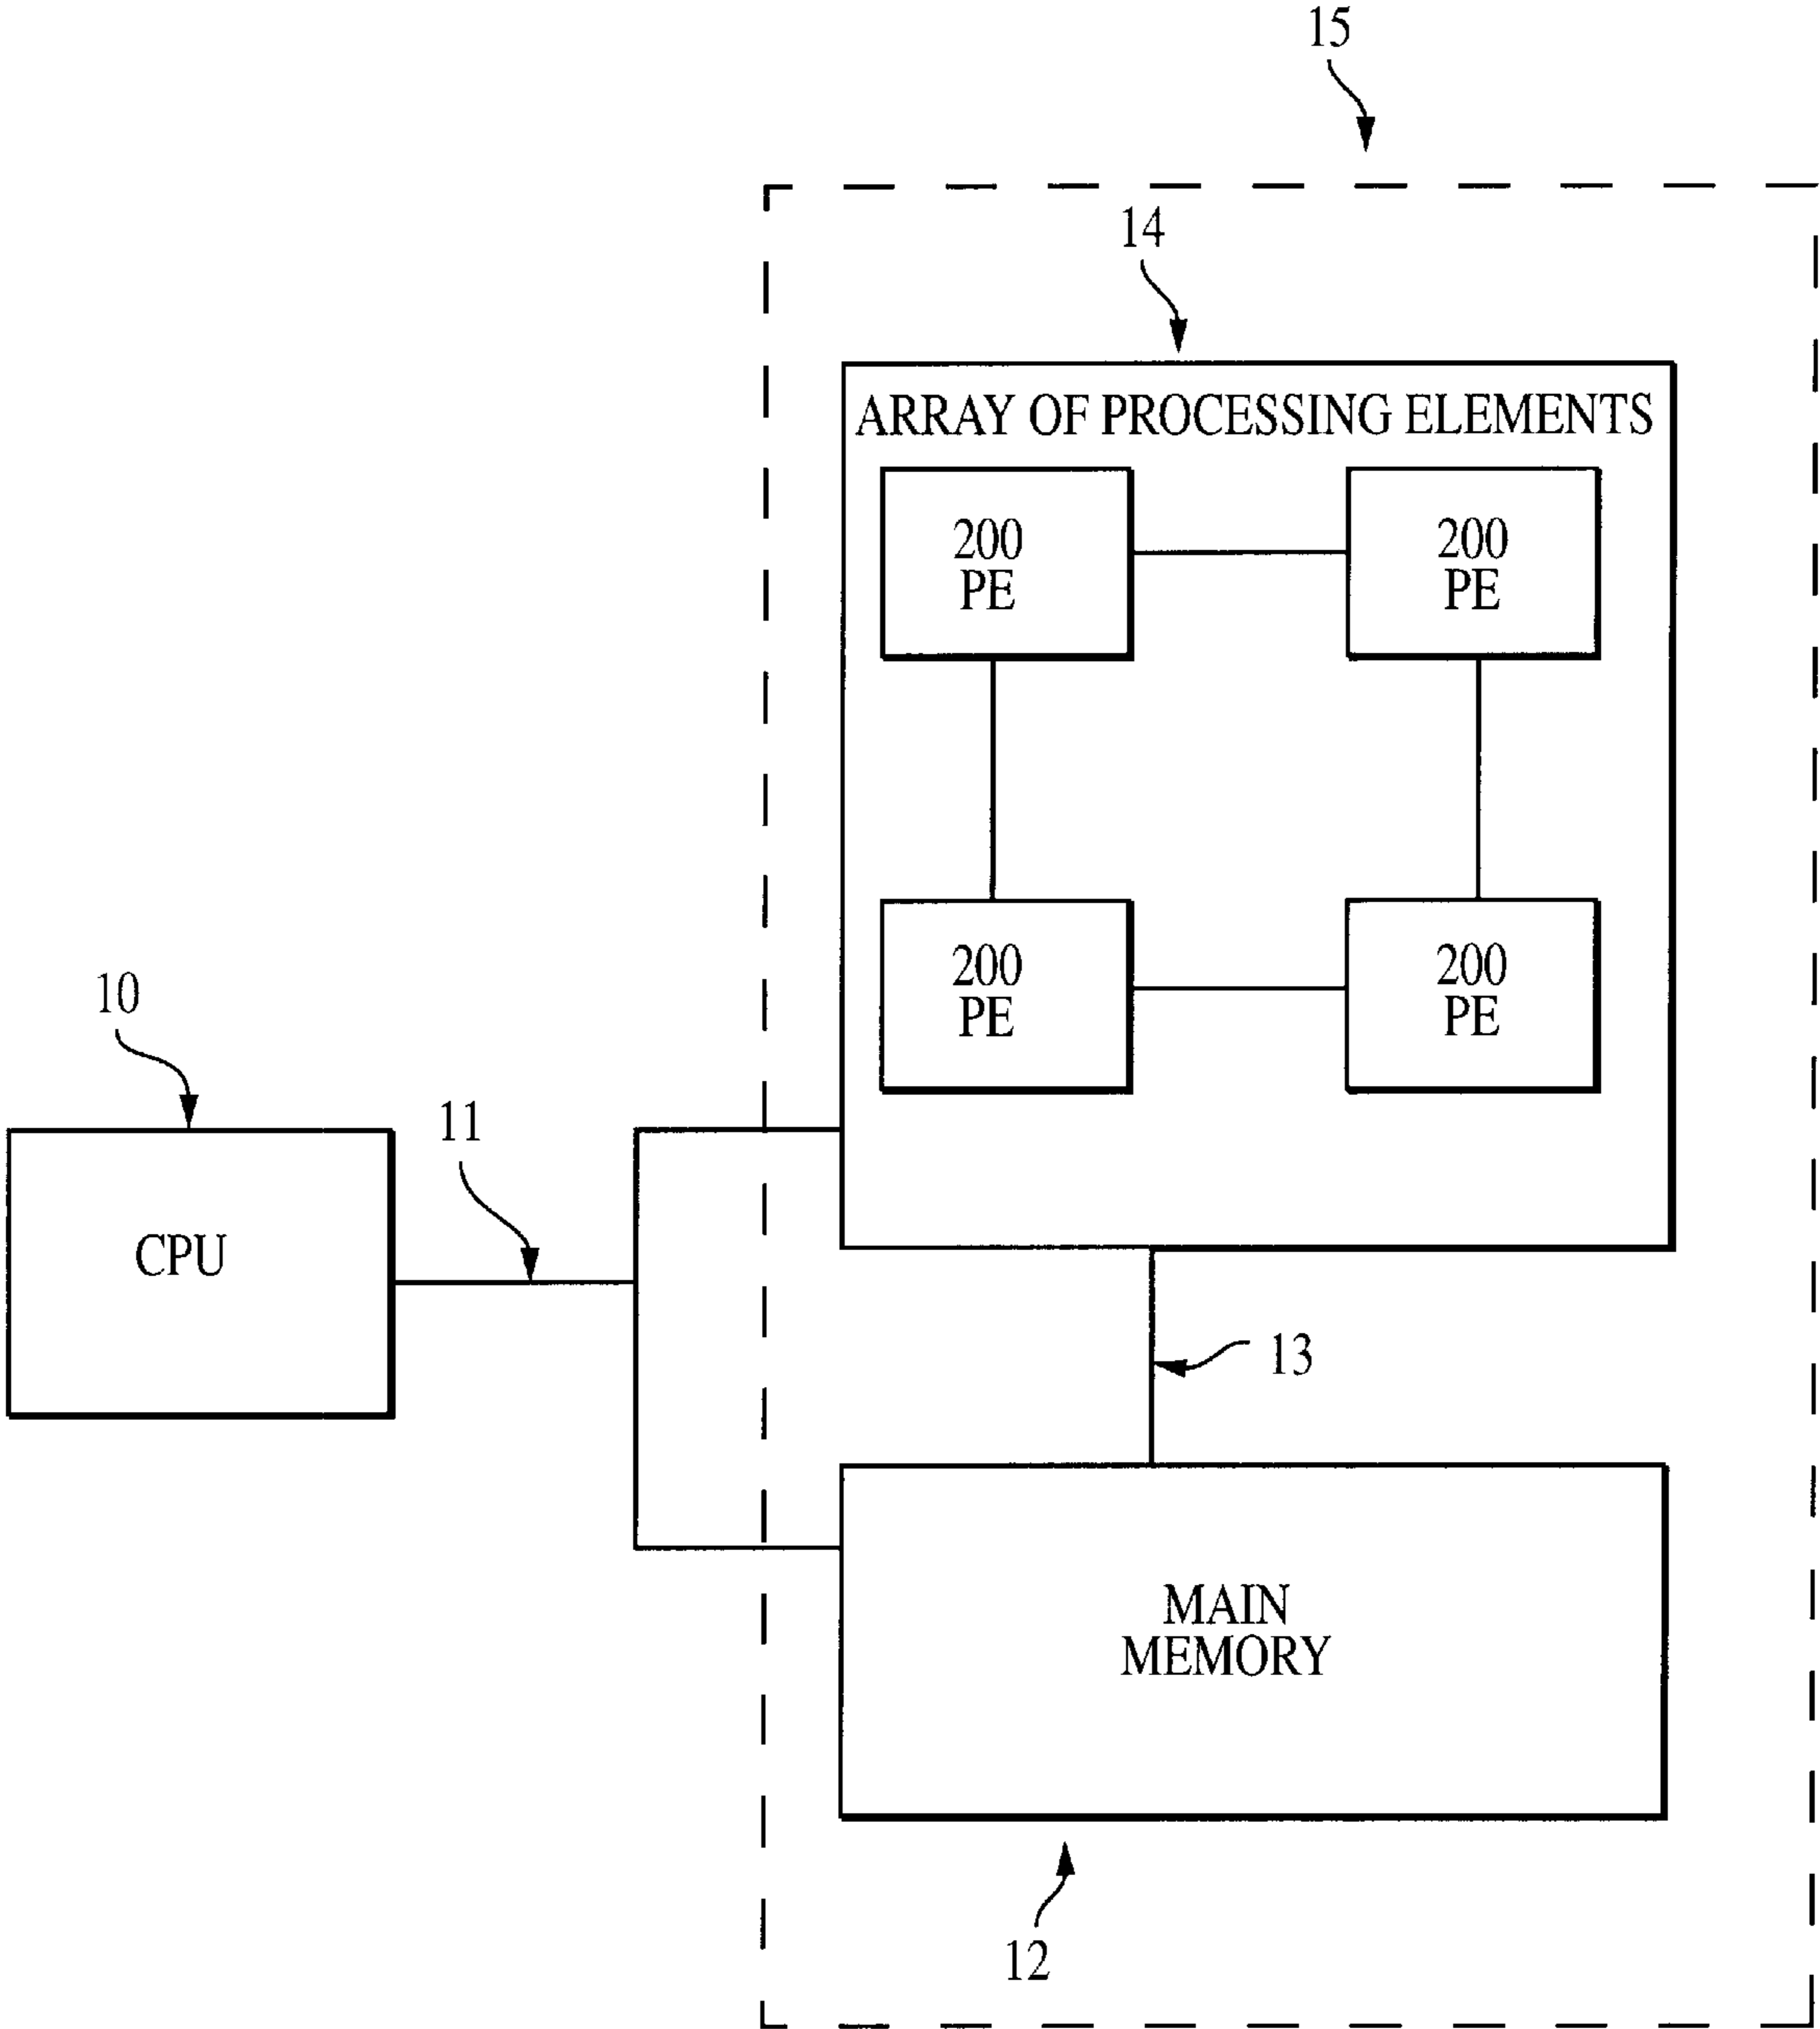 15
14
ARRAY OF PROCESSING ELEMENTS
200
PE
200
PE
200
PE
200
PE
10
11
CPU
13
MAIN
MEMORY
12